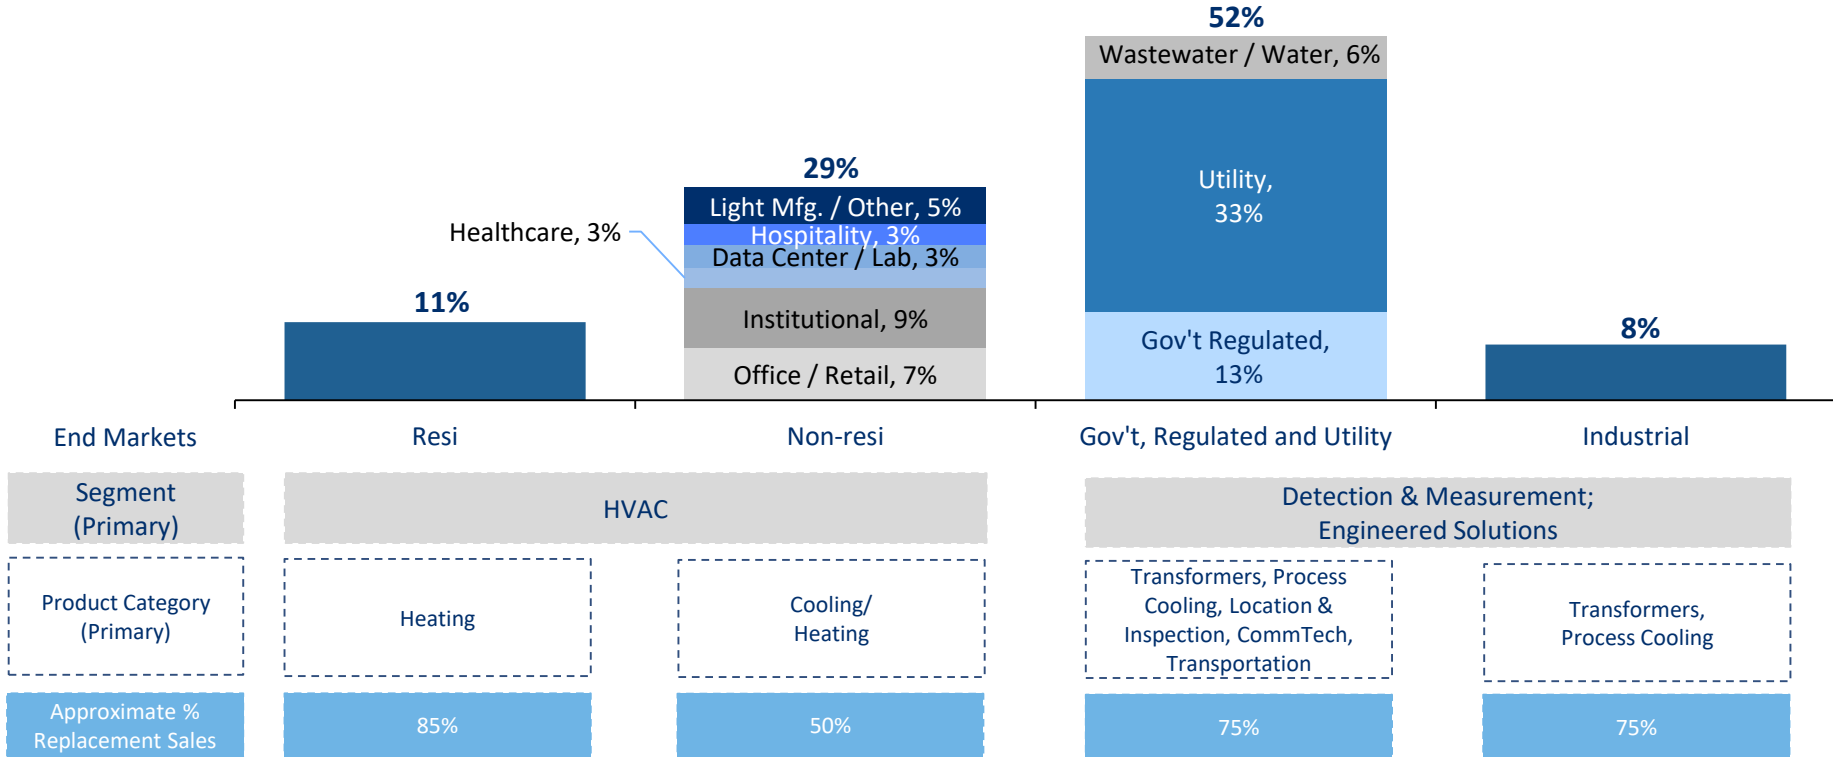 52%
Wastewater / Water, 6%
Utility,
33%
Gov't Regulated,
13%
29%
Light Mfg. / Other, 5%
Hospitality, 3%
Data Center / Lab, 3%
Healthcare, 3%
Institutional, 9%
Office / Retail, 7%
11%
8%
End Markets
Resi
Non-resi
Gov't, Regulated and Utility
Industrial
Segment
(Primary)
HVAC
Detection & Measurement;
Engineered Solutions
Product Category
(Primary)
Heating
Cooling/
Heating
Transformers, Process
Cooling, Location &
Inspection, CommTech,
Transportation
Transformers,
Process Cooling
Approximate %
Replacement Sales
85%
50%
75%
75%